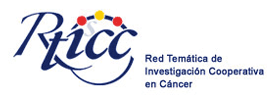 Rticc
Red Temática de
Investigación Cooperativa
en Cáncer